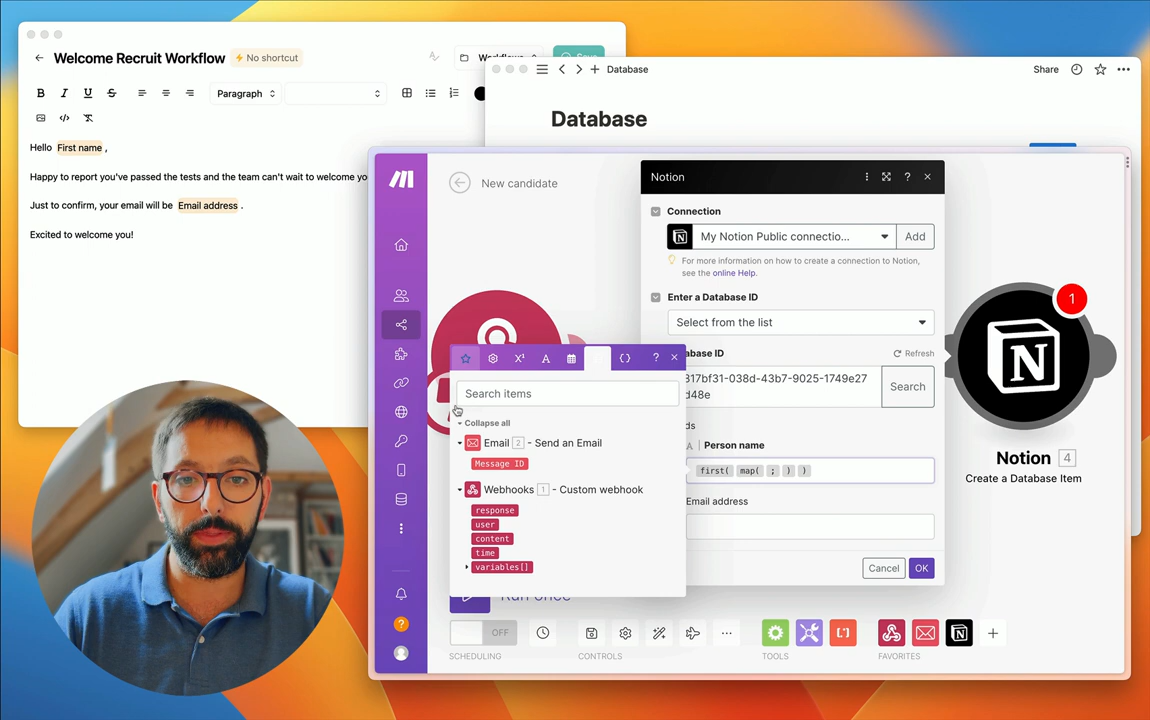 Welcome Recruit Workflow
No shortcut
Paragraph
Hello First name ,
Happy to report you've passed the tests and the team can't wait to welcome yo
Just to confirm, your email will be Email address .
Excited to welcome you!
Database
Share
Database
New candidate
Notion
Connection
My Notion Public connectio...
Add
For more information on how to create a connection to Notion,
see the online Help.
Enter a Database ID
Select from the list
base ID
Refresh
317bf31-038d-43b7-9025-1749e27
d48e
Search
ds
A Person name
first( map( ; ) )
Email address
Cancel
OK
Search items
Collapse all
Email 2 - Send an Email
Message ID
Webhooks 1 - Custom webhook
response
user
content
time
variables[]
1
Notion 4
Create a Database Item
Run once
OFF
SCHEDULING
CONTROLS
TOOLS
FAVORITES